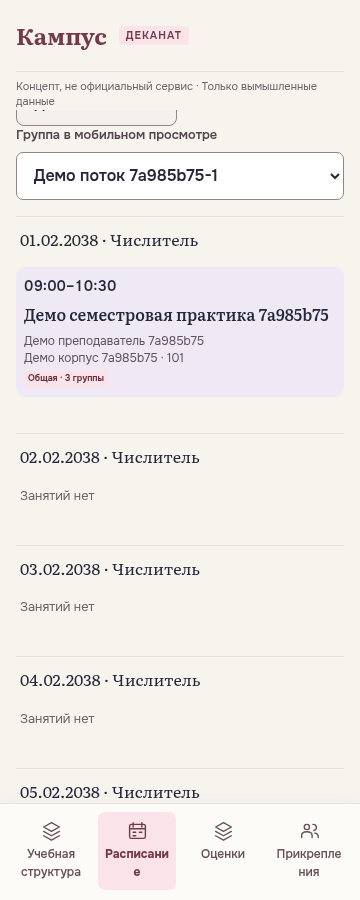 Кампус ДЕКАНАТ
Концепт, не официальный сервис · Только вымышленные
данные
Группа в мобильном просмотре
Демо поток 7a985b75-1
01.02.2038 · Числитель
09:00–10:30
Демо семестровая практика 7a985b75
Демо преподаватель 7a985b75
Демо корпус 7a985b75 · 101
Общая · 3 группы
02.02.2038 · Числитель
Занятий нет
03.02.2038 · Числитель
Занятий нет
04.02.2038 · Числитель
Занятий нет
05.02.2038 · Числитель
Учебная
структура
Расписани
е
Оценки
Прикрепле
ния